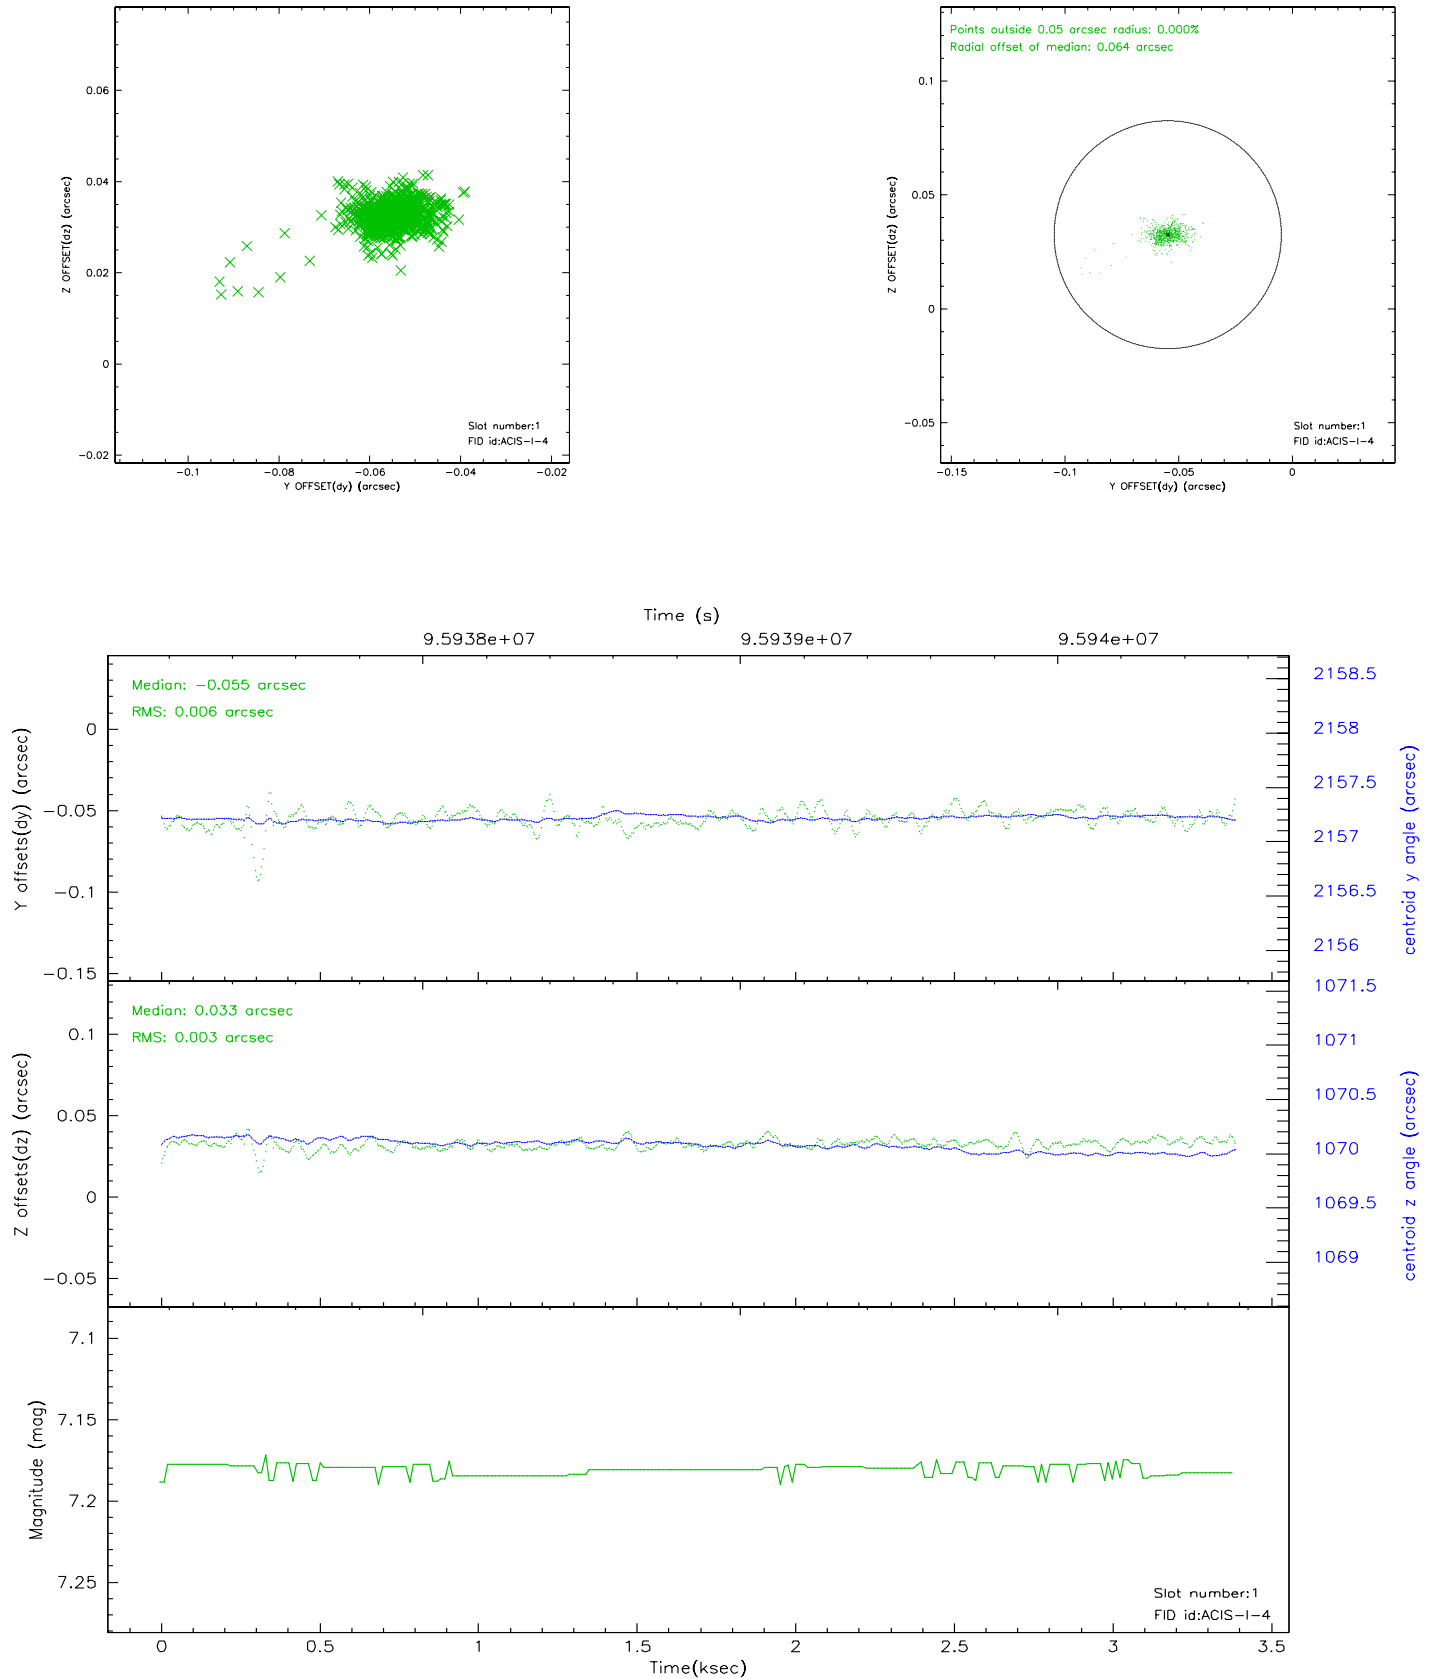 0.06
0.04
0.02
0
−0.02
Z OFFSET(dz) (arcsec)
−0.1
−0.08
−0.06
−0.04
−0.02
Y OFFSET(dy) (arcsec)
Slot number:1
FID id:ACIS−I−4
Points outside 0.05 arcsec radius: 0.000%
Radial offset of median: 0.064 arcsec
0.1
0.05
0
−0.05
Z OFFSET(dz) (arcsec)
−0.15
−0.1
−0.05
0
Y OFFSET(dy) (arcsec)
Slot number:1
FID id:ACIS−I−4
Time (s)
9.5938e+07
9.5939e+07
9.594e+07
Median: −0.055 arcsec
RMS: 0.006 arcsec
0
−0.05
−0.1
−0.15
Y offsets(dy) (arcsec)
2158.5
2158
2157.5
2157
2156.5
2156
centroid y angle (arcsec)
Median: 0.033 arcsec
RMS: 0.003 arcsec
0.1
0.05
0
−0.05
Z offsets(dz) (arcsec)
1071.5
1071
1070.5
1070
1069.5
1069
centroid z angle (arcsec)
7.1
7.15
7.2
7.25
Magnitude (mag)
Slot number:1
FID id:ACIS−I−4
0
0.5
1
1.5
2
2.5
3
3.5
Time(ksec)